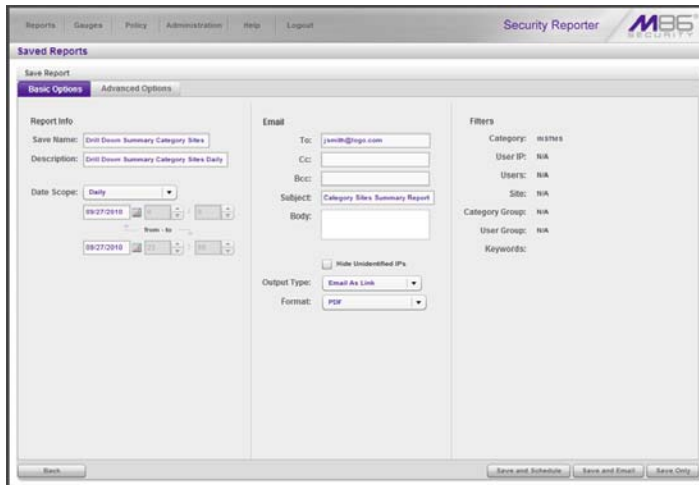 Reports Gauges Policy Administration Help Logout
Security Reporter
M86 SECURITY
Saved Reports
Save Report
Basic Options Advanced Options
Report Info
Save Name: Drill Down Summary Category Sites
Description: Drill Down Summary Category Sites Daily
Date Scope: Daily
09/27/2010
from - to
09/27/2010
Email
To: jsmith@logo.com
Cc:
Bcc:
Subject: Category Sites Summary Report
Body:
Hide Unidentified IPs
Output Type: Email As Link
Format: PDF
Filters
Category:
User IP: N/A
Users: N/A
Site: N/A
Category Group: N/A
User Group: N/A
Keywords:
Back
Save and Schedule Save and Email Save Only